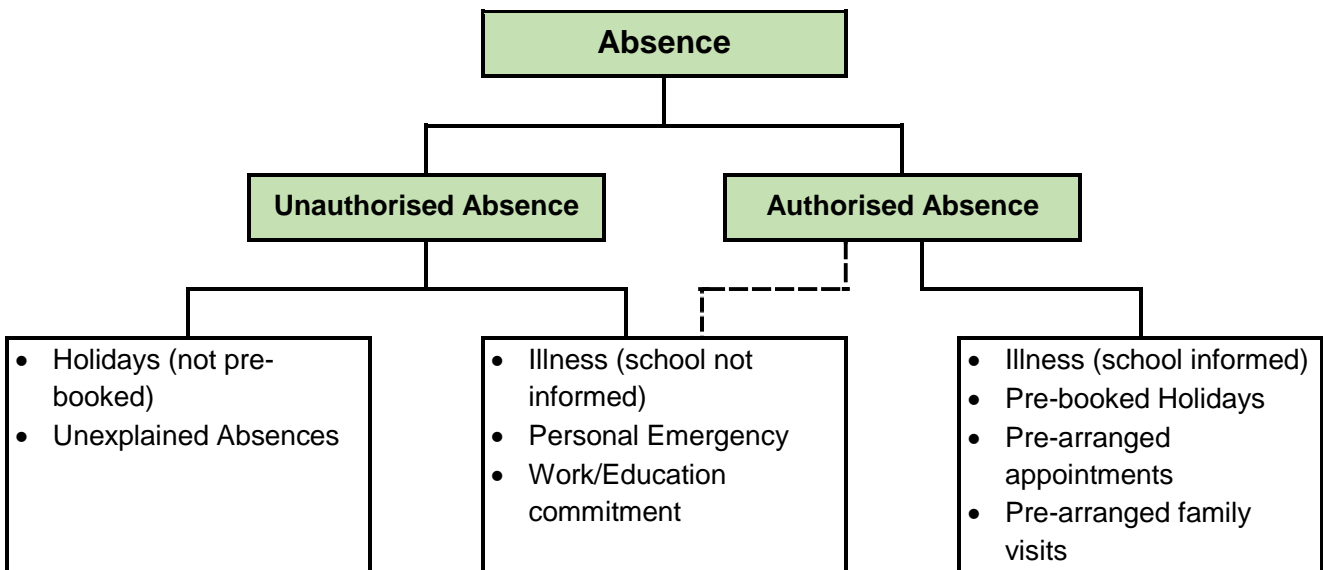 Absence
Unauthorised Absence
Authorised Absence
• Holidays (not pre-
booked)
• Unexplained Absences
• Illness (school not
informed)
• Personal Emergency
• Work/Education
commitment
• Illness (school informed)
• Pre-booked Holidays
• Pre-arranged
appointments
• Pre-arranged family
visits